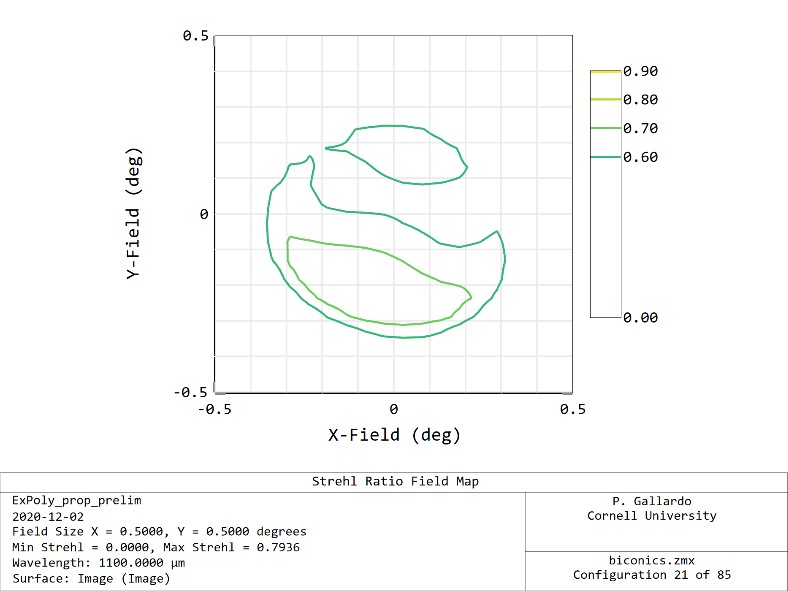 0.5
0
-0.5
Y-Field (deg)
-0.5
0
0.5
X-Field (deg)
0.90
0.80
0.70
0.60
0.00
Strehl Ratio Field Map
ExPoly_prop_prelim
2020-12-02
Field Size X = 0.5000, Y = 0.5000 degrees
Min Strehl = 0.0000, Max Strehl = 0.7936
Wavelength: 1100.0000 µm
Surface: Image (Image)
P. Gallardo
Cornell University
biconics.zmx
Configuration 21 of 85